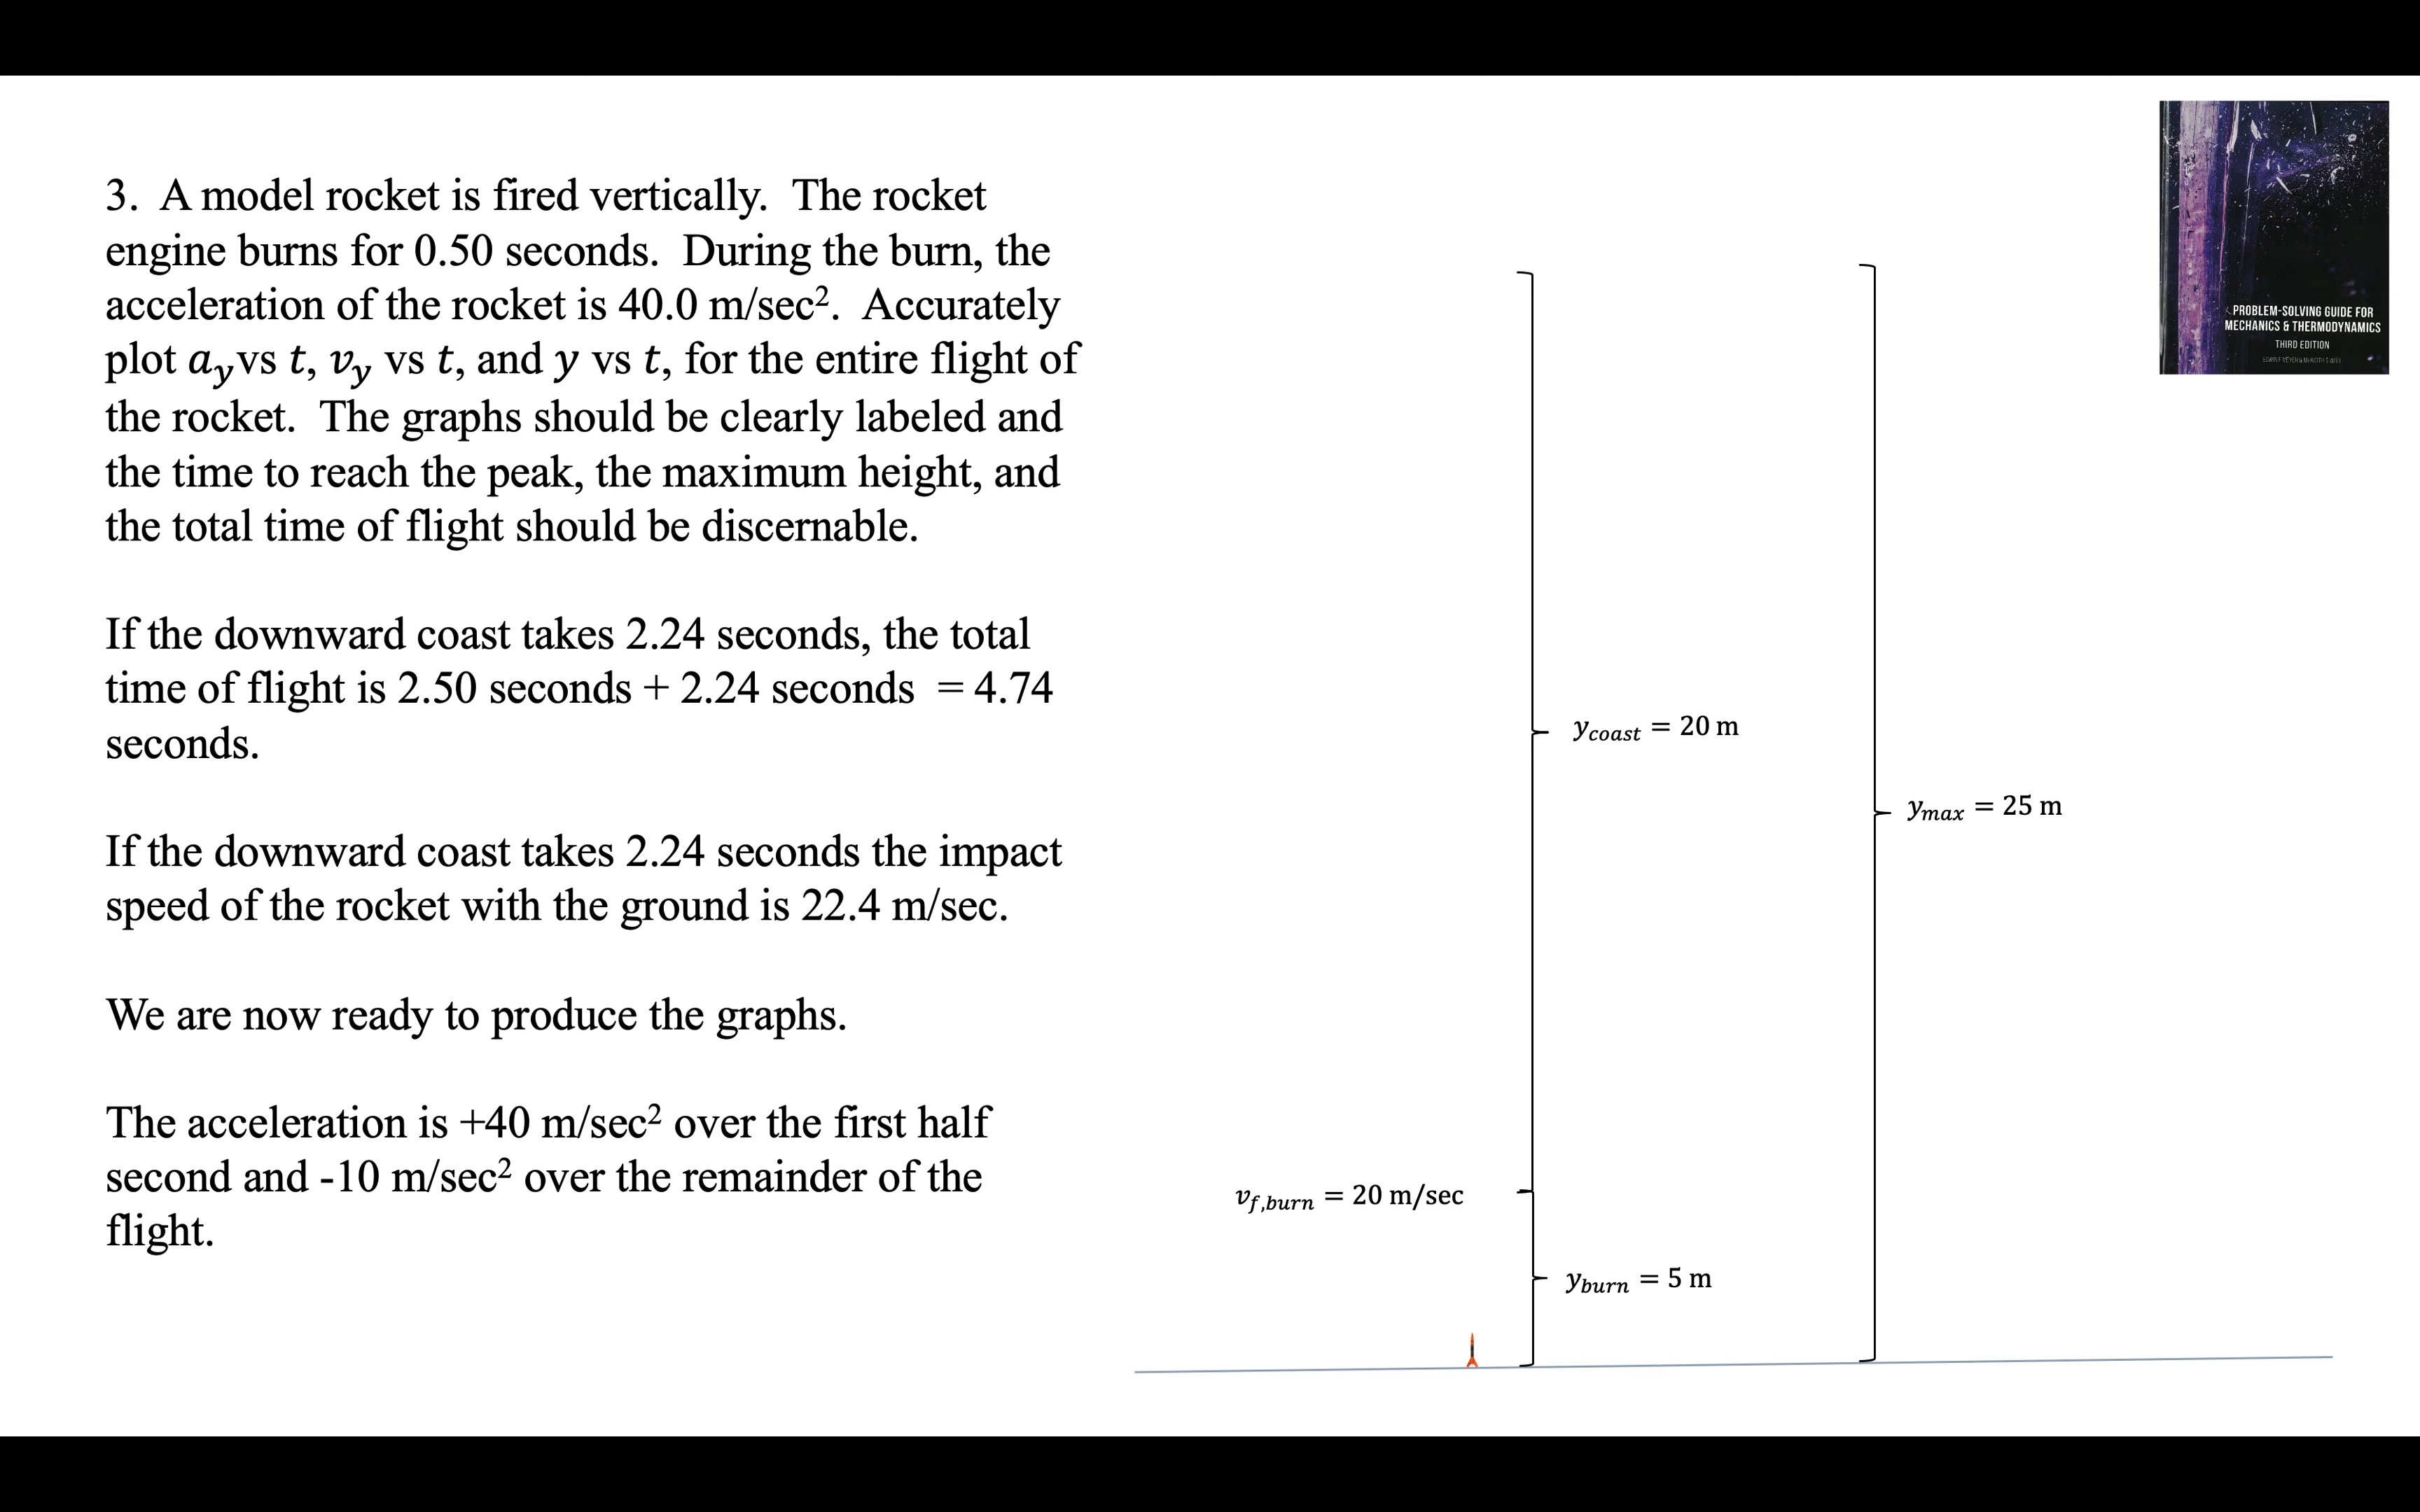 3.  A model rocket is fired vertically.  The rocket
engine burns for 0.50 seconds.  During the burn, the
acceleration of the rocket is 40.0 m/sec².  Accurately
plot a_y vs t, v_y vs t, and y vs t, for the entire flight of
the rocket.  The graphs should be clearly labeled and
the time to reach the peak, the maximum height, and
the total time of flight should be discernable.
If the downward coast takes 2.24 seconds, the total
time of flight is 2.50 seconds + 2.24 seconds  = 4.74
seconds.
If the downward coast takes 2.24 seconds the impact
speed of the rocket with the ground is 22.4 m/sec.
We are now ready to produce the graphs.
The acceleration is +40 m/sec² over the first half
second and -10 m/sec² over the remainder of the
flight.
y_coast = 20 m
y_max = 25 m
v_f,burn = 20 m/sec
y_burn = 5 m
PROBLEM-SOLVING GUIDE FOR
MECHANICS & THERMODYNAMICS
THIRD EDITION